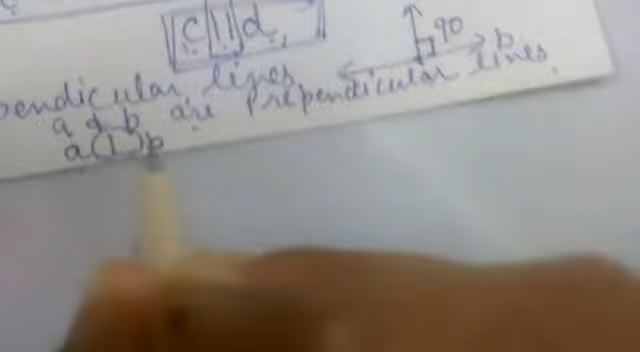 c||d,
90
b
pendicular lines
a & b are prependicular lines.
a(⊥)b